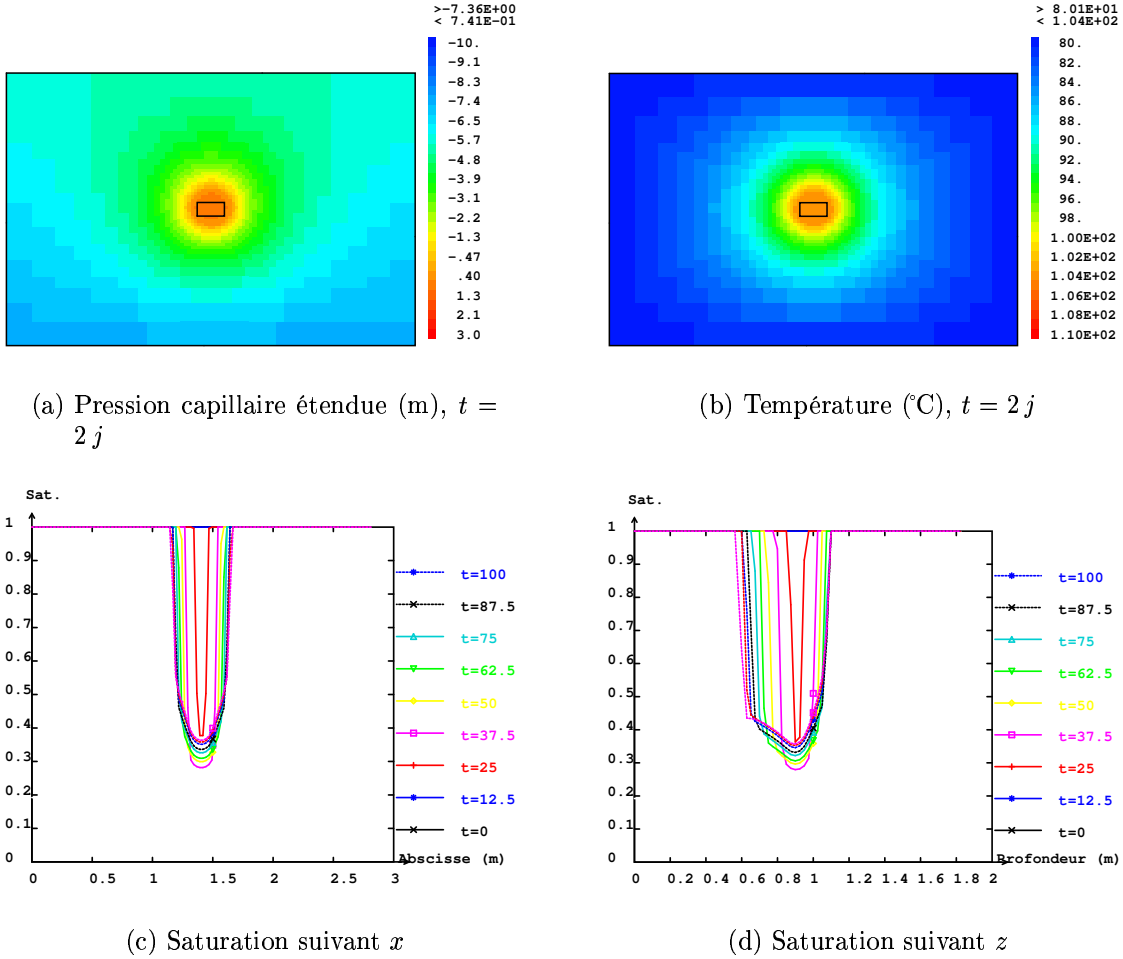 >-7.36E+00
< 7.41E-01
-10.
-9.1
-8.3
-7.4
-6.5
-5.7
-4.8
-3.9
-3.1
-2.2
-1.3
-.47
.40
1.3
2.1
3.0
> 8.01E+01
< 1.04E+02
80.
82.
84.
86.
88.
90.
92.
94.
96.
98.
1.00E+02
1.02E+02
1.04E+02
1.06E+02
1.08E+02
1.10E+02
(a) Pression capillaire étendue (m), t =
2 j
(b) Température (°C), t = 2 j
Sat.
1
0.9
0.8
0.7
0.6
0.5
0.4
0.3
0.2
0.1
0
0 0.5 1 1.5 2 2.5 3
Abscisse (m)
t=100
t=87.5
t=75
t=62.5
t=50
t=37.5
t=25
t=12.5
t=0
Sat.
1
0.9
0.8
0.7
0.6
0.5
0.4
0.3
0.2
0.1
0
0 0.2 0.4 0.6 0.8 1 1.2 1.4 1.6 1.8 2
Profondeur (m)
t=100
t=87.5
t=75
t=62.5
t=50
t=37.5
t=25
t=12.5
t=0
(c) Saturation suivant x
(d) Saturation suivant z